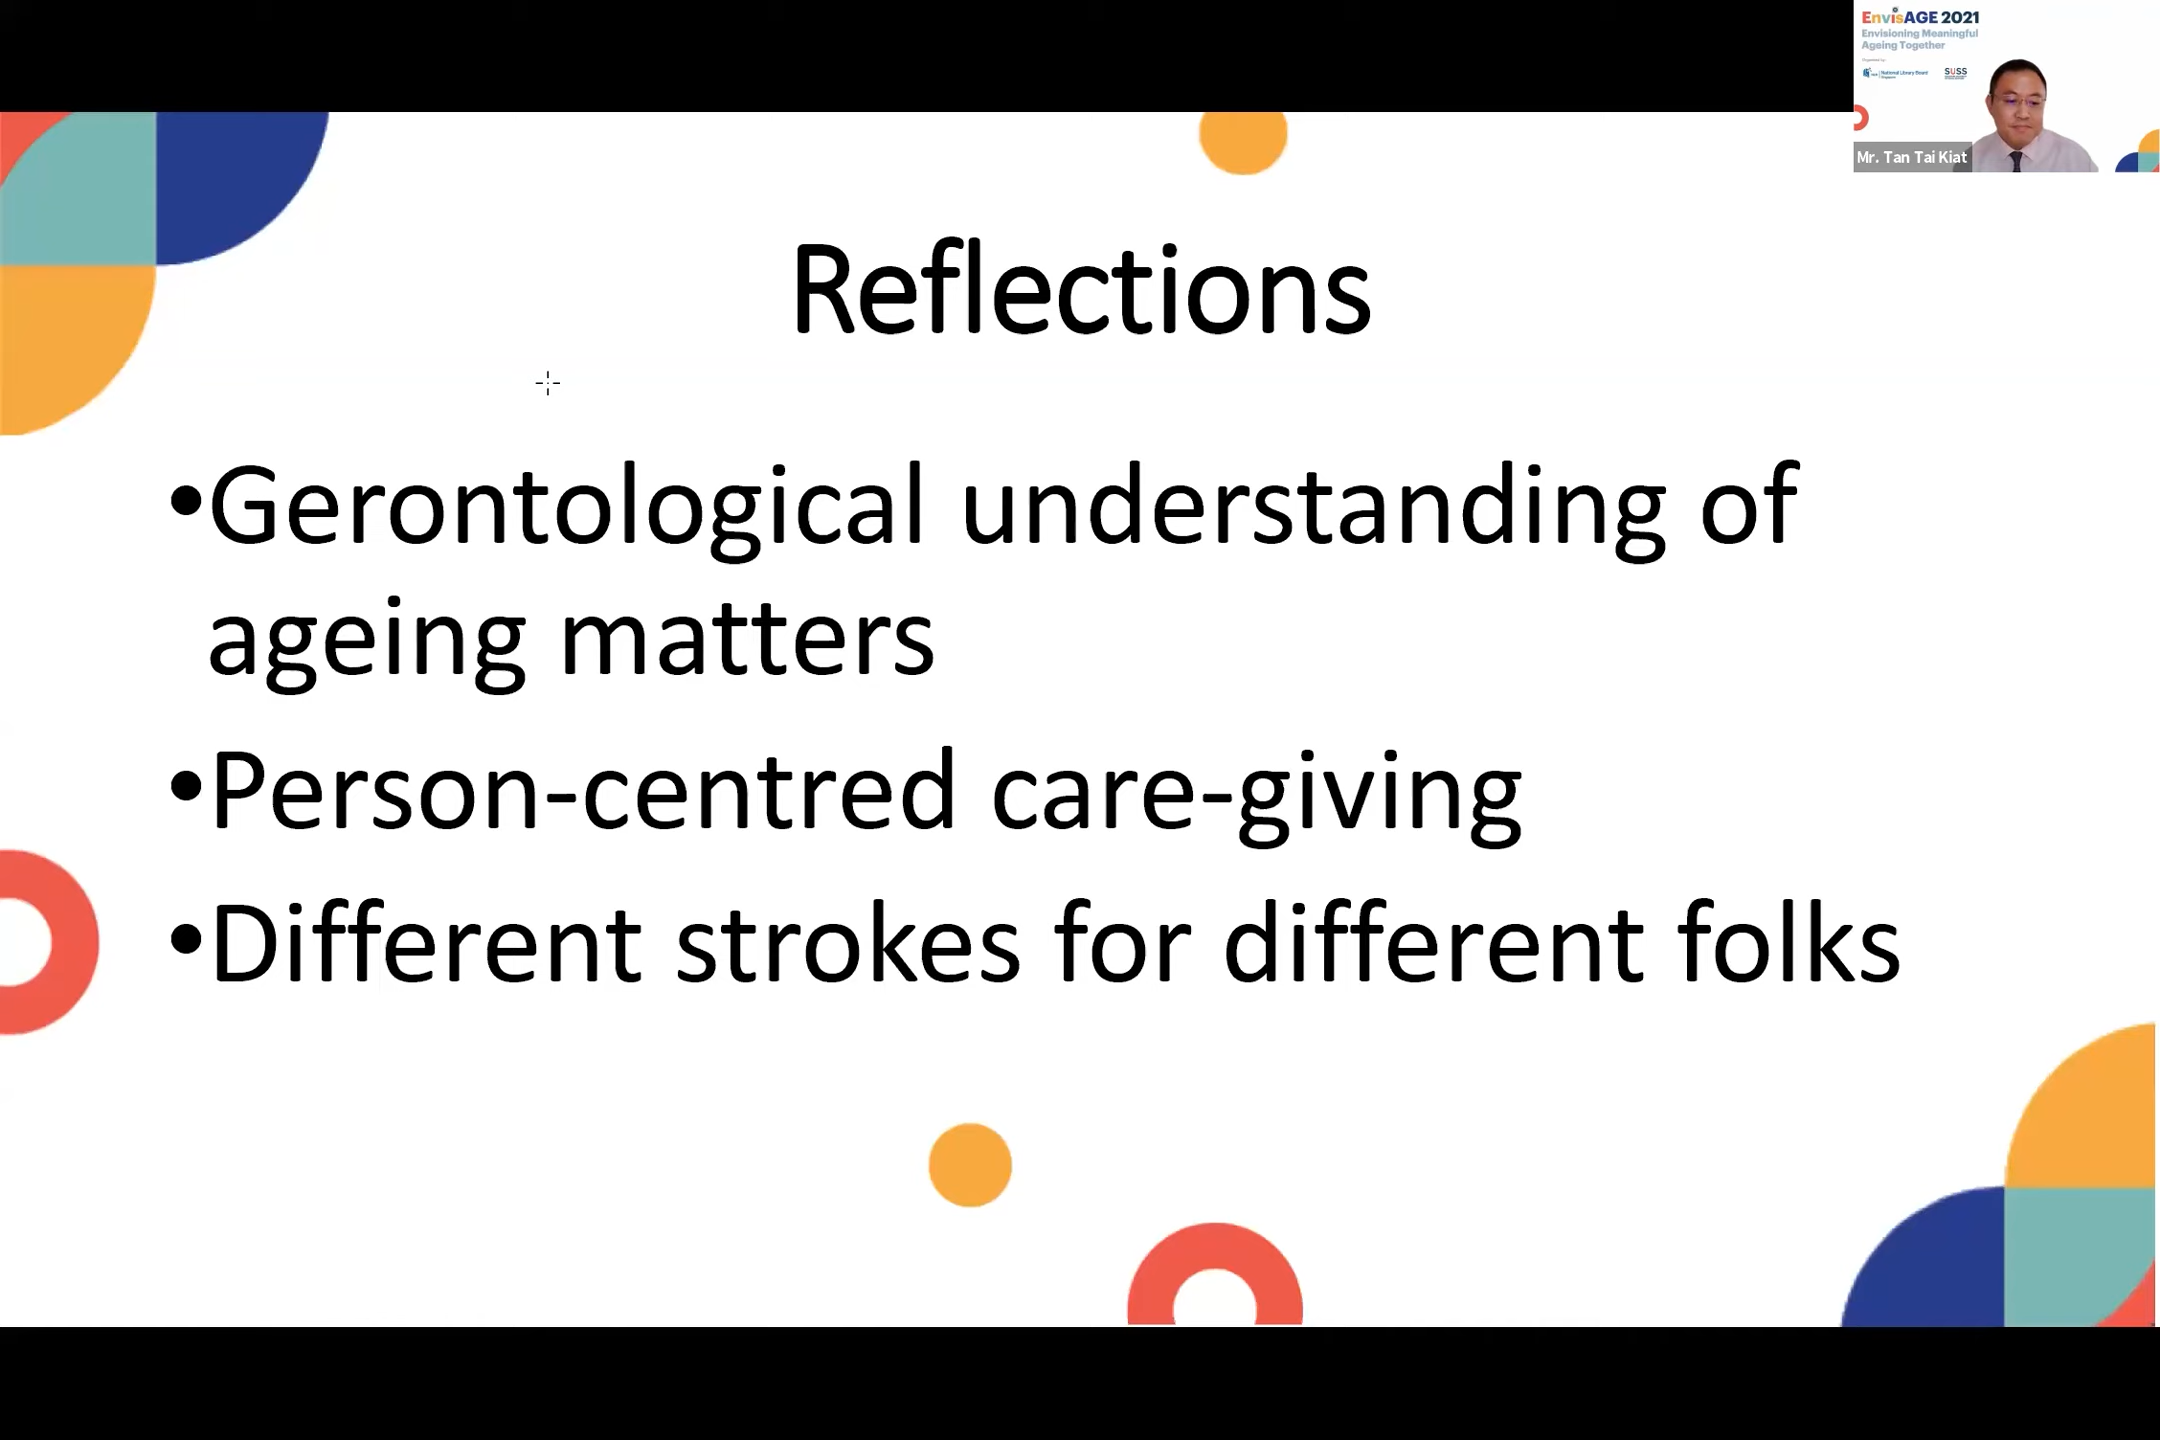 EnvisAGE 2021
Envisioning Meaningful
Ageing Together
National Library Board
Singapore
SUSS
Mr. Tan Tai Kiat
Reflections
•Gerontological understanding of
ageing matters
•Person-centred care-giving
•Different strokes for different folks